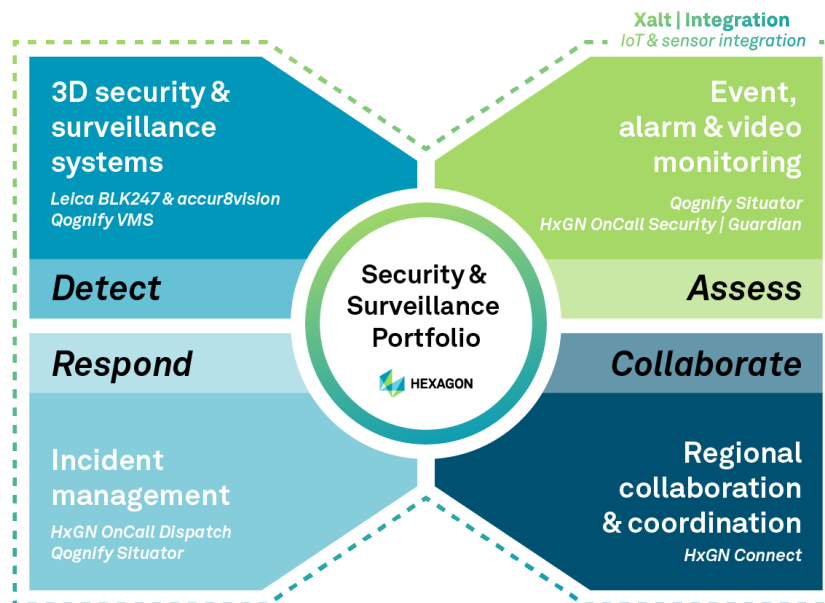 Xalt | Integration
IoT & sensor integration
3D security &
surveillance
systems
Leica BLK247 & accur8vision
Qognify VMS
Detect
Event,
alarm & video
monitoring
Qognify Situator
HxGN OnCall Security | Guardian
Assess
Security &
Surveillance
Portfolio
HEXAGON
Respond
Incident
management
HxGN OnCall Dispatch
Qognify Situator
Collaborate
Regional
collaboration
& coordination
HxGN Connect